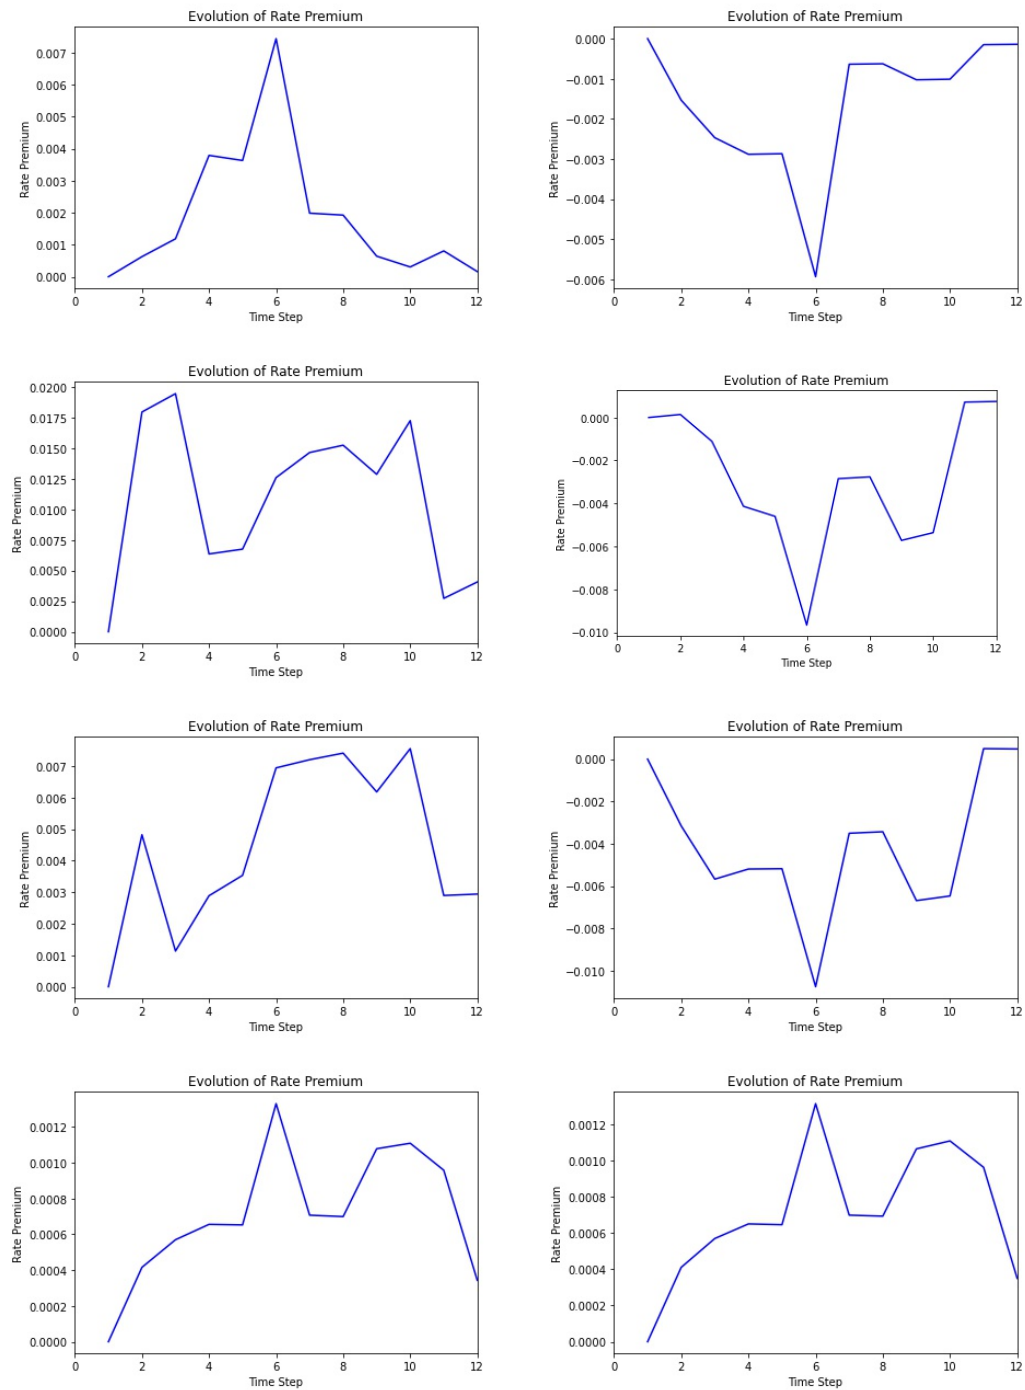 Evolution of Rate Premium
Rate Premium
0.007
0.006
0.005
0.004
0.003
0.002
0.001
0.000
0 2 4 6 8 10 12
Time Step
Evolution of Rate Premium
Rate Premium
0.000
−0.001
−0.002
−0.003
−0.004
−0.005
−0.006
0 2 4 6 8 10 12
Time Step
Evolution of Rate Premium
Rate Premium
0.0200
0.0175
0.0150
0.0125
0.0100
0.0075
0.0050
0.0025
0.0000
0 2 4 6 8 10 12
Time Step
Evolution of Rate Premium
Rate Premium
0.000
−0.002
−0.004
−0.006
−0.008
−0.010
0 2 4 6 8 10 12
Time Step
Evolution of Rate Premium
Rate Premium
0.007
0.006
0.005
0.004
0.003
0.002
0.001
0.000
0 2 4 6 8 10 12
Time Step
Evolution of Rate Premium
Rate Premium
0.000
−0.002
−0.004
−0.006
−0.008
−0.010
0 2 4 6 8 10 12
Time Step
Evolution of Rate Premium
Rate Premium
0.0012
0.0010
0.0008
0.0006
0.0004
0.0002
0.0000
0 2 4 6 8 10 12
Time Step
Evolution of Rate Premium
Rate Premium
0.0012
0.0010
0.0008
0.0006
0.0004
0.0002
0.0000
0 2 4 6 8 10 12
Time Step